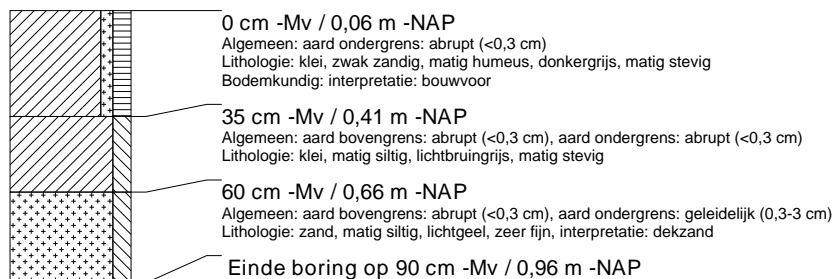 0 cm -Mv / 0,06 m -NAP
Algemeen: aard ondergrens: abrupt (<0,3 cm)
Lithologie: klei, zwak zandig, matig humeus, donkergrijs, matig stevig
Bodemkundig: interpretatie: bouwvoor
35 cm -Mv / 0,41 m -NAP
Algemeen: aard bovengrens: abrupt (<0,3 cm), aard ondergrens: abrupt (<0,3 cm)
Lithologie: klei, matig siltig, lichtbruingrijs, matig stevig
60 cm -Mv / 0,66 m -NAP
Algemeen: aard bovengrens: abrupt (<0,3 cm), aard ondergrens: geleidelijk (0,3-3 cm)
Lithologie: zand, matig siltig, lichtgeel, zeer fijn, interpretatie: dekzand
Einde boring op 90 cm -Mv / 0,96 m -NAP